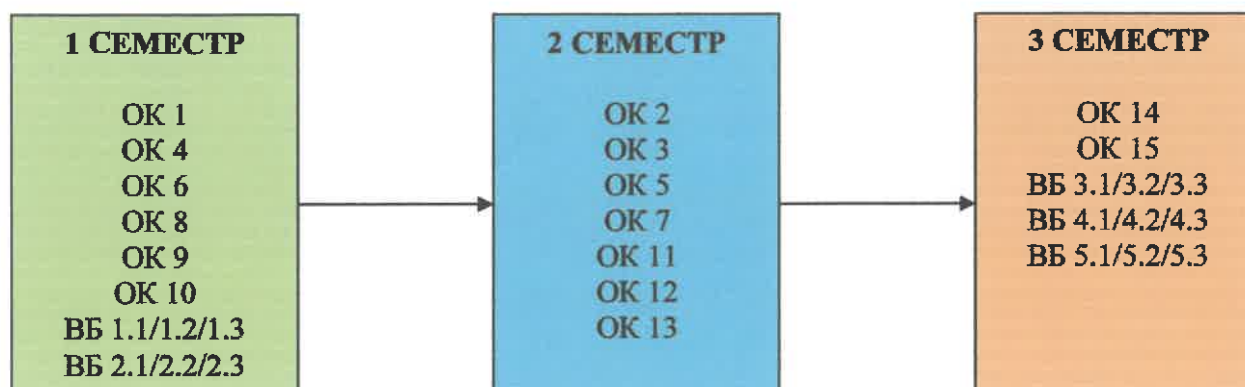 1 СЕМЕСТР
ОК 1
ОК 4
ОК 6
ОК 8
ОК 9
ОК 10
ВБ 1.1/1.2/1.3
ВБ 2.1/2.2/2.3
2 СЕМЕСТР
ОК 2
ОК 3
ОК 5
ОК 7
ОК 11
ОК 12
ОК 13
3 СЕМЕСТР
ОК 14
ОК 15
ВБ 3.1/3.2/3.3
ВБ 4.1/4.2/4.3
ВБ 5.1/5.2/5.3